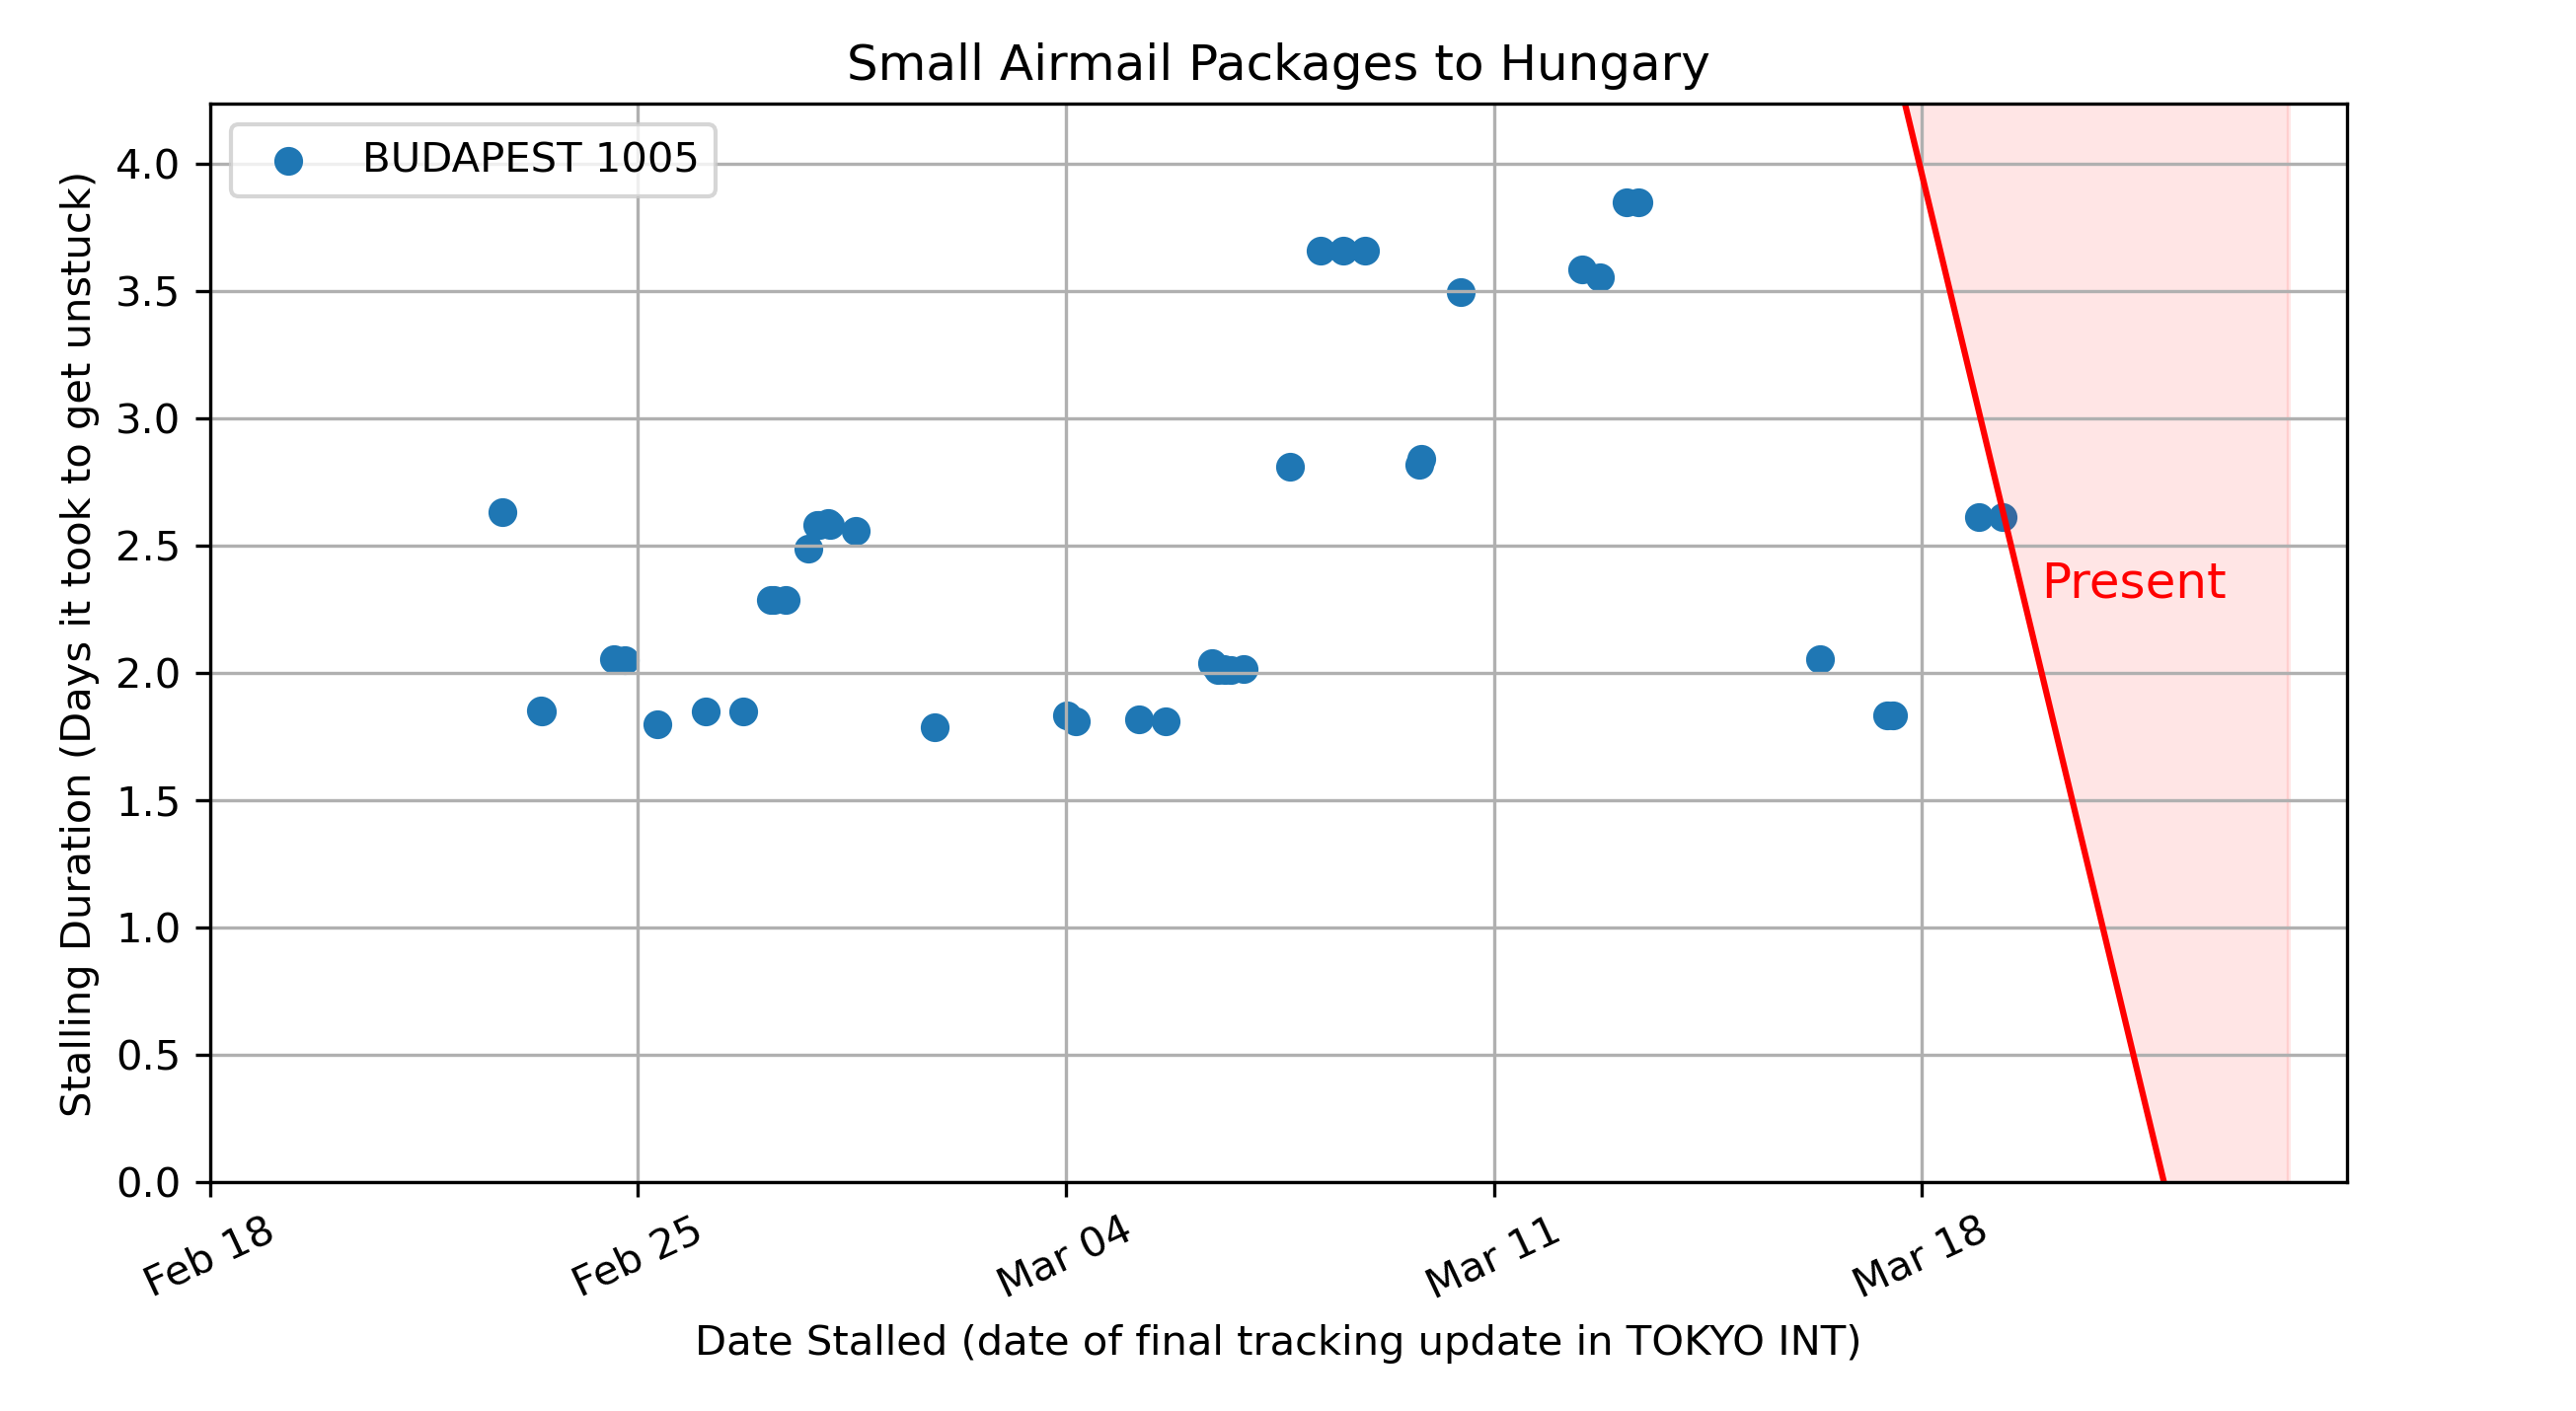 Small Airmail Packages to Hungary
BUDAPEST 1005
Stalling Duration (Days it took to get unstuck)
4.0
3.5
3.0
2.5
2.0
1.5
1.0
0.5
0.0
Present
Feb 18
Feb 25
Mar 04
Mar 11
Mar 18
Date Stalled (date of final tracking update in TOKYO INT)